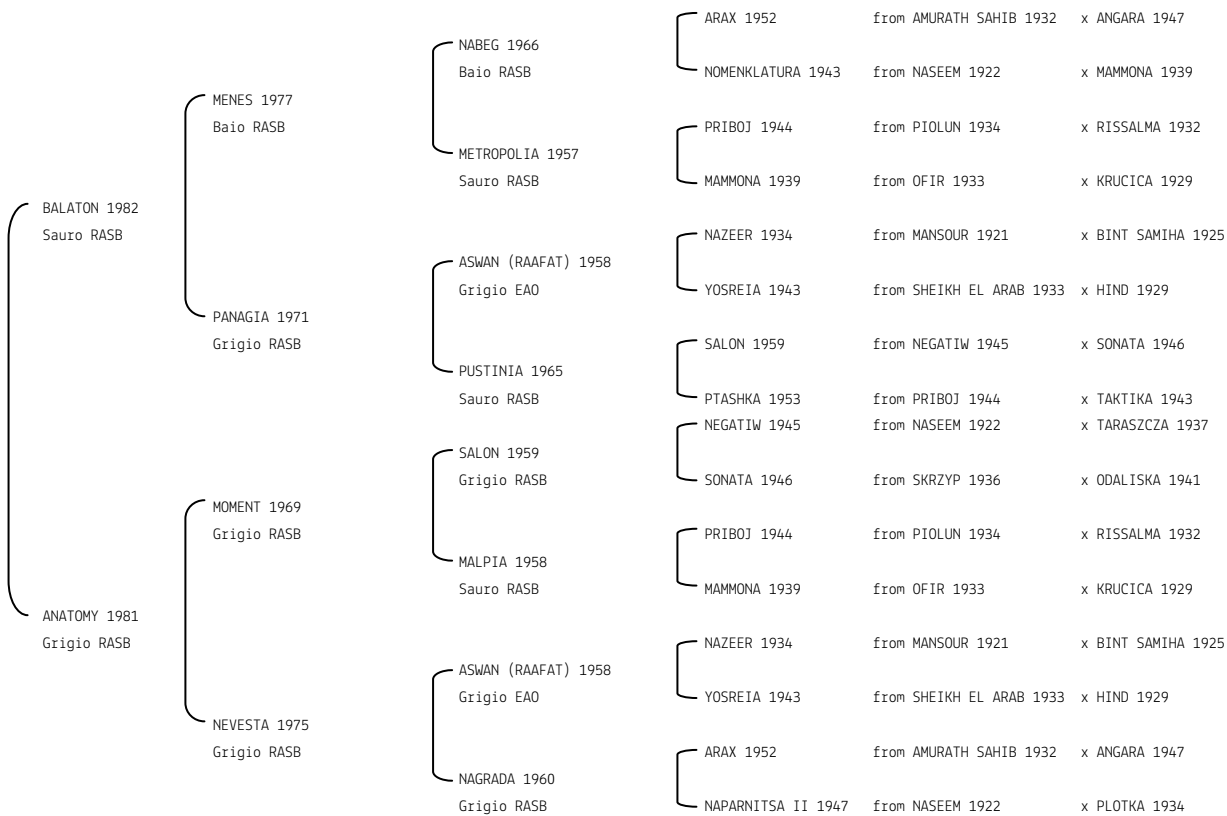 ARAX 1952 from AMURATH SAHIB 1932 x ANGARA 1947
NABEG 1966
Baio RASB
NOMENKLATURA 1943 from NASEEM 1922 x MAMMONA 1939
MENES 1977
Baio RASB
PRIBOJ 1944 from PIOLUN 1934 x RISSALMA 1932
METROPOLIA 1957
Sauro RASB
MAMMONA 1939 from OFIR 1933 x KRUCICA 1929
BALATON 1982
Sauro RASB
NAZEER 1934 from MANSOUR 1921 x BINT SAMIHA 1925
ASWAN (RAAFAT) 1958
Grigio EAO
YOSREIA 1943 from SHEIKH EL ARAB 1933 x HIND 1929
PANAGIA 1971
Grigio RASB
SALON 1959 from NEGATIW 1945 x SONATA 1946
PUSTINIA 1965
Sauro RASB
PTASHKA 1953 from PRIBOJ 1944 x TAKTIKA 1943
NEGATIW 1945 from NASEEM 1922 x TARASZCZA 1937
SALON 1959
Grigio RASB
SONATA 1946 from SKRZYP 1936 x ODALISKA 1941
MOMENT 1969
Grigio RASB
PRIBOJ 1944 from PIOLUN 1934 x RISSALMA 1932
MALPIA 1958
Sauro RASB
MAMMONA 1939 from OFIR 1933 x KRUCICA 1929
ANATOMY 1981
Grigio RASB
NAZEER 1934 from MANSOUR 1921 x BINT SAMIHA 1925
ASWAN (RAAFAT) 1958
Grigio EAO
YOSREIA 1943 from SHEIKH EL ARAB 1933 x HIND 1929
NEVESTA 1975
Grigio RASB
ARAX 1952 from AMURATH SAHIB 1932 x ANGARA 1947
NAGRADA 1960
Grigio RASB
NAPARNITSA II 1947 from NASEEM 1922 x PLOTKA 1934